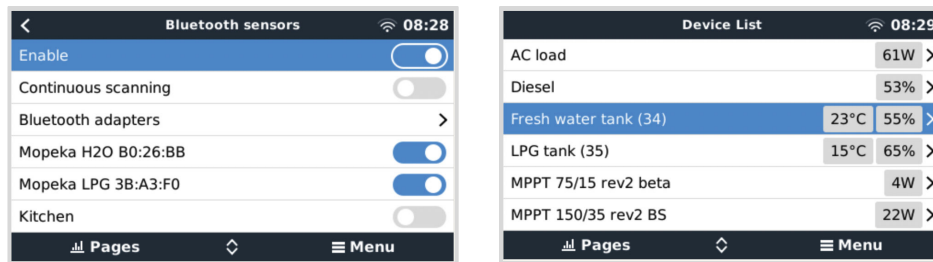 Bluetooth sensors 08:28
Enable
Continuous scanning
Bluetooth adapters
Mopeka H2O B0:26:BB
Mopeka LPG 3B:A3:F0
Kitchen
Pages Menu
Device List 08:29
AC load 61W
Diesel 53%
Fresh water tank (34) 23°C 55%
LPG tank (35) 15°C 65%
MPPT 75/15 rev2 beta 4W
MPPT 150/35 rev2 BS 22W
Pages Menu